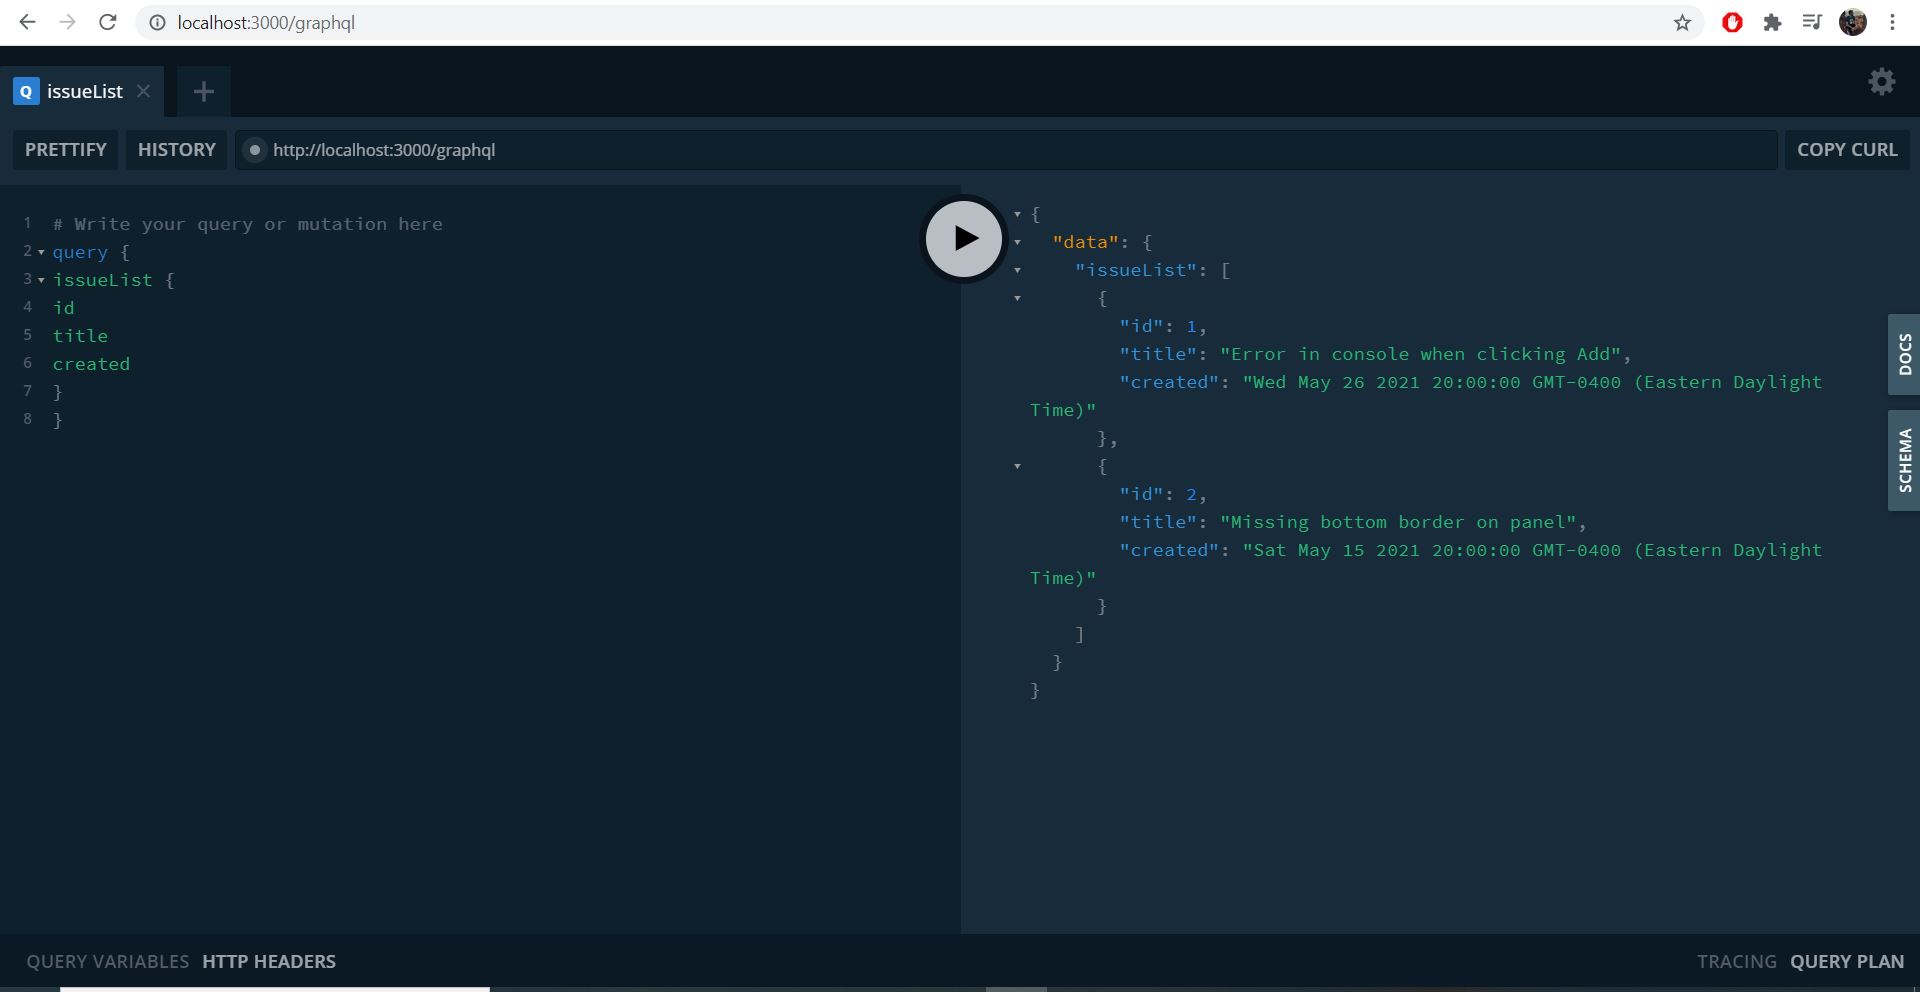 localhost:3000/graphql
Q issueList
PRETTIFY HISTORY http://localhost:3000/graphql COPY CURL
1 # Write your query or mutation here
2 query {
3 issueList {
4 id
5 title
6 created
7 }
8 }
{
"data": {
"issueList": [
{
"id": 1,
"title": "Error in console when clicking Add",
"created": "Wed May 26 2021 20:00:00 GMT-0400 (Eastern Daylight
Time)"
},
{
"id": 2,
"title": "Missing bottom border on panel",
"created": "Sat May 15 2021 20:00:00 GMT-0400 (Eastern Daylight
Time)"
}
]
}
}
DOCS
SCHEMA
QUERY VARIABLES HTTP HEADERS TRACING QUERY PLAN